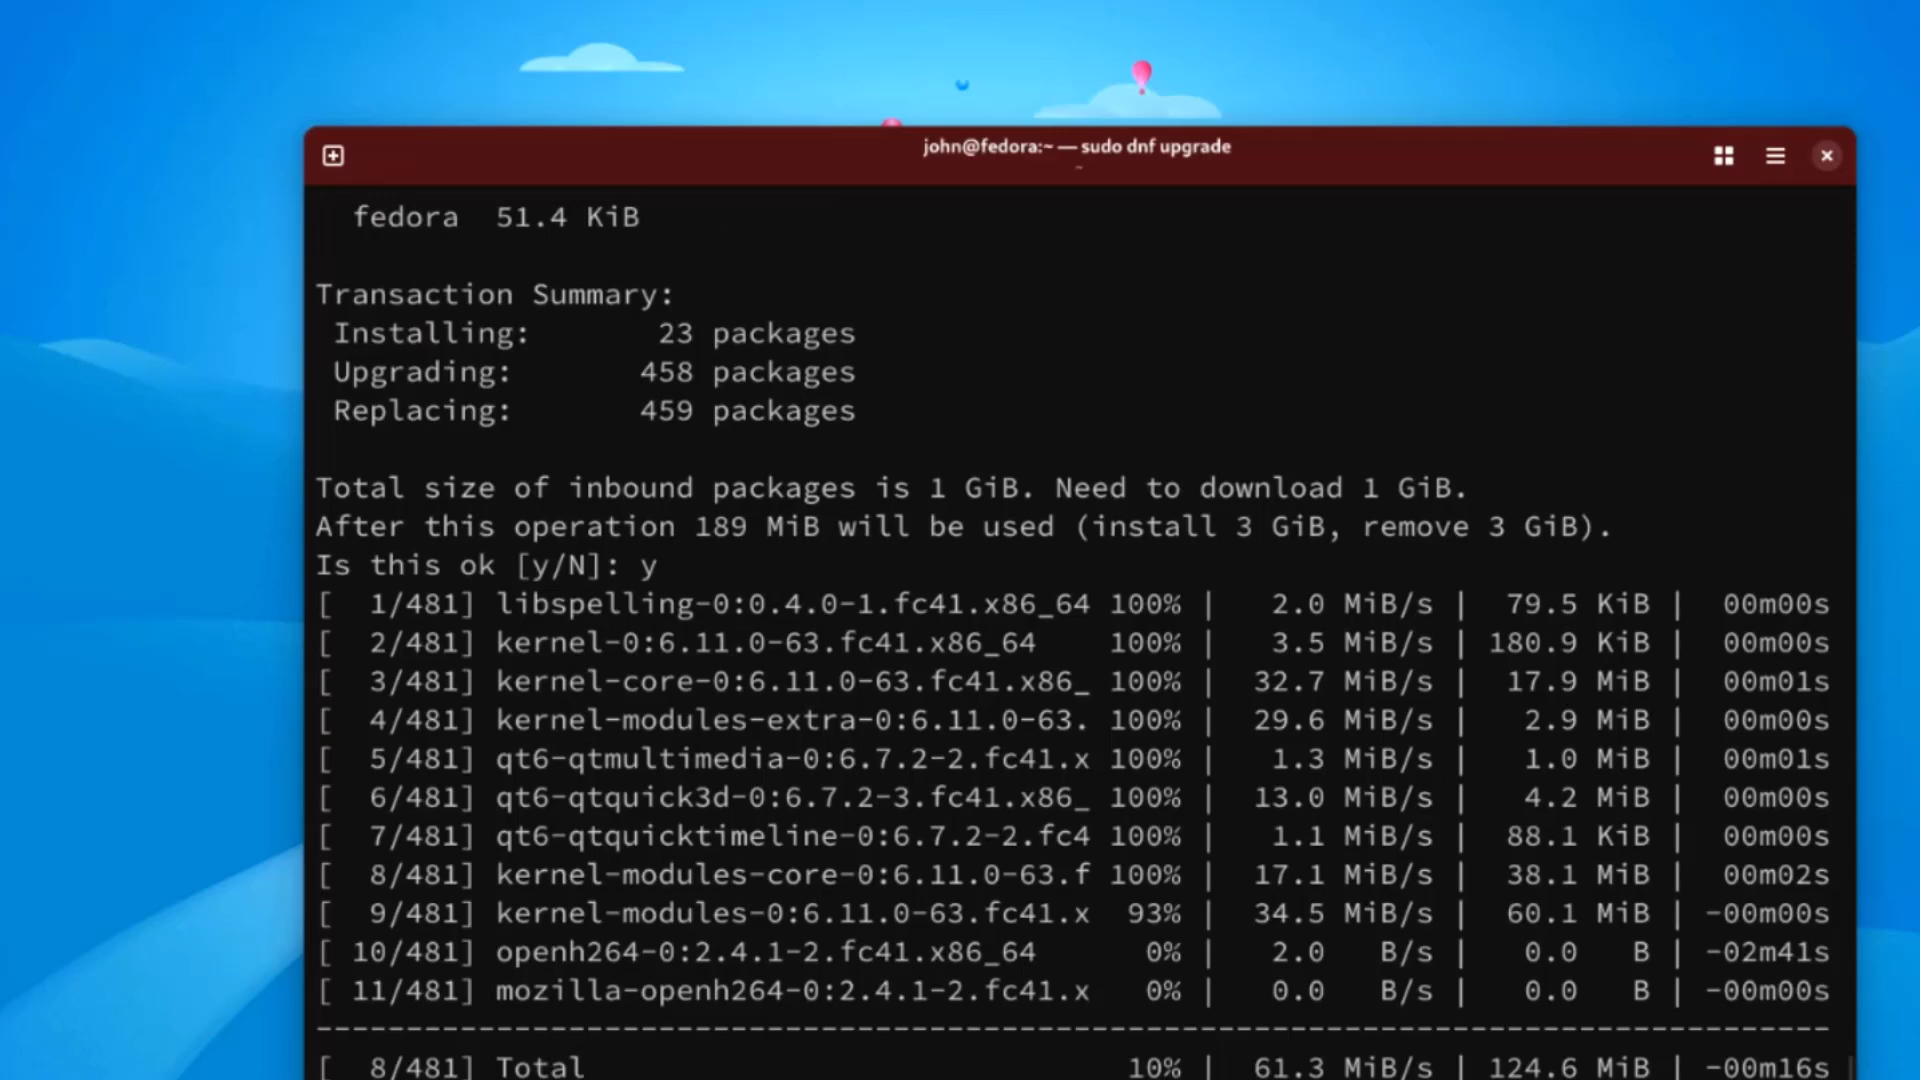 john@fedora:~ — sudo dnf upgrade
~
fedora 51.4 KiB
Transaction Summary:
Installing: 23 packages
Upgrading: 458 packages
Replacing: 459 packages
Total size of inbound packages is 1 GiB. Need to download 1 GiB.
After this operation 189 MiB will be used (install 3 GiB, remove 3 GiB).
Is this ok [y/N]: y
[ 1/481] libspelling-0:0.4.0-1.fc41.x86_64 100% | 2.0 MiB/s | 79.5 KiB | 00m00s
[ 2/481] kernel-0:6.11.0-63.fc41.x86_64 100% | 3.5 MiB/s | 180.9 KiB | 00m00s
[ 3/481] kernel-core-0:6.11.0-63.fc41.x86_ 100% | 32.7 MiB/s | 17.9 MiB | 00m01s
[ 4/481] kernel-modules-extra-0:6.11.0-63. 100% | 29.6 MiB/s | 2.9 MiB | 00m00s
[ 5/481] qt6-qtmultimedia-0:6.7.2-2.fc41.x 100% | 1.3 MiB/s | 1.0 MiB | 00m01s
[ 6/481] qt6-qtquick3d-0:6.7.2-3.fc41.x86_ 100% | 13.0 MiB/s | 4.2 MiB | 00m00s
[ 7/481] qt6-qtquicktimeline-0:6.7.2-2.fc4 100% | 1.1 MiB/s | 88.1 KiB | 00m00s
[ 8/481] kernel-modules-core-0:6.11.0-63.f 100% | 17.1 MiB/s | 38.1 MiB | 00m02s
[ 9/481] kernel-modules-0:6.11.0-63.fc41.x 93% | 34.5 MiB/s | 60.1 MiB | -00m00s
[ 10/481] openh264-0:2.4.1-2.fc41.x86_64 0% | 2.0 B/s | 0.0 B | -02m41s
[ 11/481] mozilla-openh264-0:2.4.1-2.fc41.x 0% | 0.0 B/s | 0.0 B | -00m00s
------------------------------------------------------------------------------------
[ 8/481] Total 10% | 61.3 MiB/s | 124.6 MiB | -00m16s